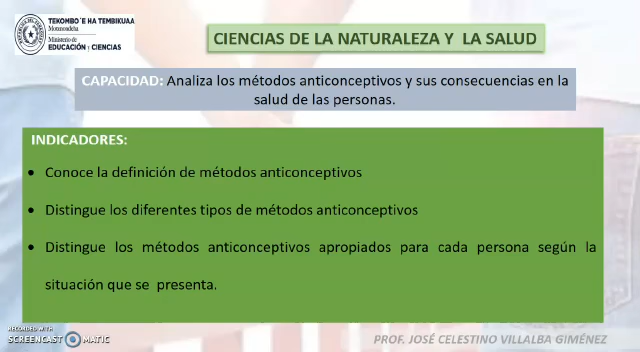 TEKOMBO'E HA TEMBIKUAA
Motenondeha
Ministerio de
EDUCACIÓN y CIENCIAS
CIENCIAS DE LA NATURALEZA Y LA SALUD
CAPACIDAD: Analiza los métodos anticonceptivos y sus consecuencias en la
salud de las personas.
INDICADORES:
• Conoce la definición de métodos anticonceptivos
• Distingue los diferentes tipos de métodos anticonceptivos
• Distingue los métodos anticonceptivos apropiados para cada persona según la
situación que se presenta.
RECORDED WITH
SCREENCAST MATIC
PROF. JOSÉ CELESTINO VILLALBA GIMÉNEZ